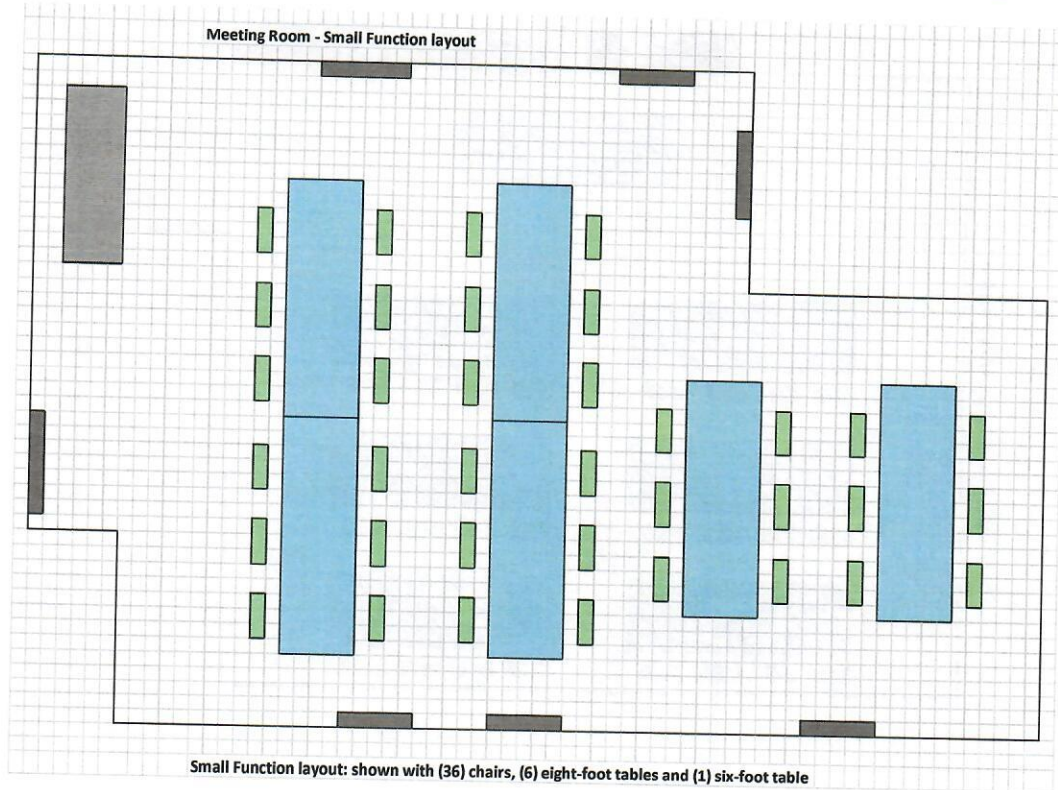 Meeting Room - Small Function layout
Small Function layout: shown with (36) chairs, (6) eight-foot tables and (1) six-foot table